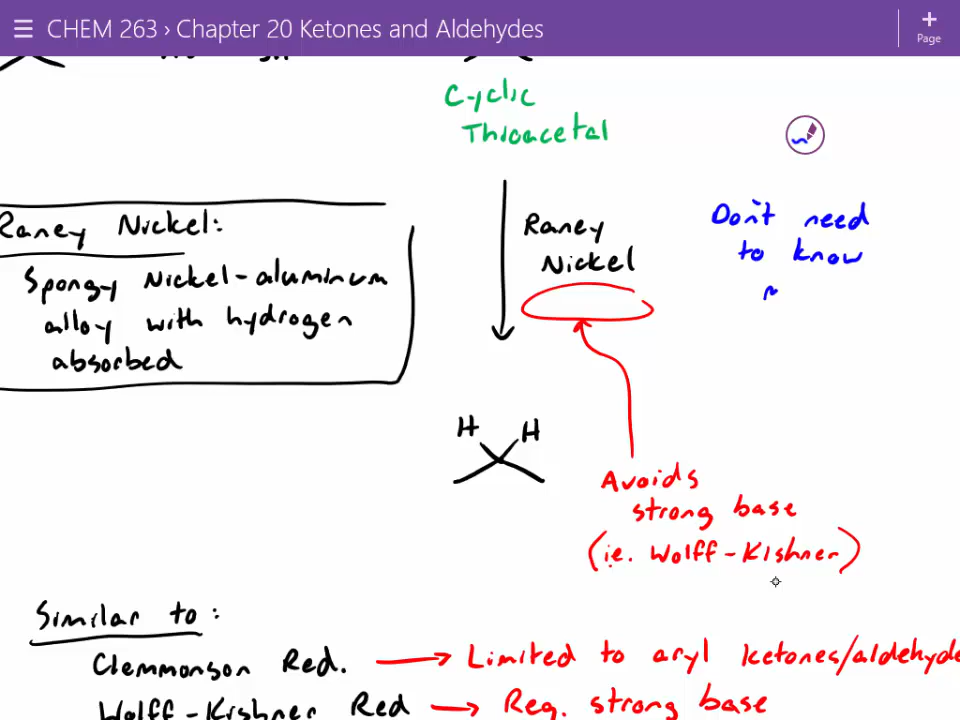 CHEM 263 › Chapter 20 Ketones and Aldehydes
+
Page
Cyclic
Thioacetal
Raney Nickel:
Spongy Nickel-aluminum
alloy with hydrogen
absorbed
Raney
Nickel
Don't need
to know
H H
Avoids
strong base
(ie. Wolff-Kishner)
Similar to:
Clemmonson Red. → Limited to aryl ketones/aldehyde
Wolff-Kishner Red → Req. strong base